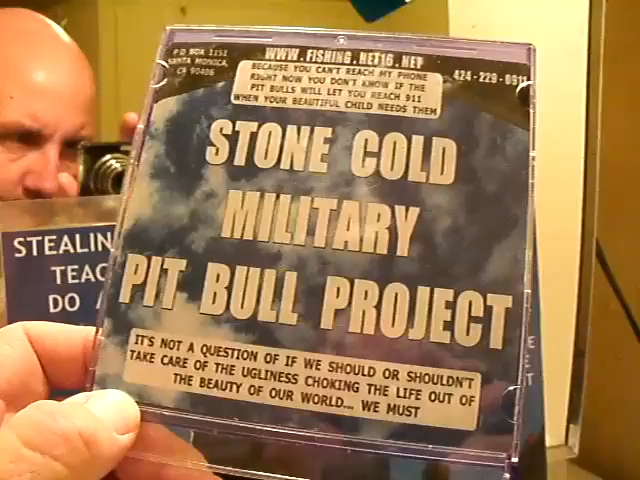 P O BOX 1151
SANTA MONICA,
CA 90406
WWW.FISHING.NET16.NET
424-229-0911
BECAUSE YOU CAN'T REACH MY PHONE
RIGHT NOW YOU DON'T KNOW IF THE
PIT BULLS WILL LET YOU REACH 911
WHEN YOUR BEAUTIFUL CHILD NEEDS THEM
STONE COLD
MILITARY
PIT BULL PROJECT
IT'S NOT A QUESTION OF IF WE SHOULD OR SHOULDN'T
TAKE CARE OF THE UGLINESS CHOKING THE LIFE OUT OF
THE BEAUTY OF OUR WORLD... WE MUST
STEALIN
TEAC
DO